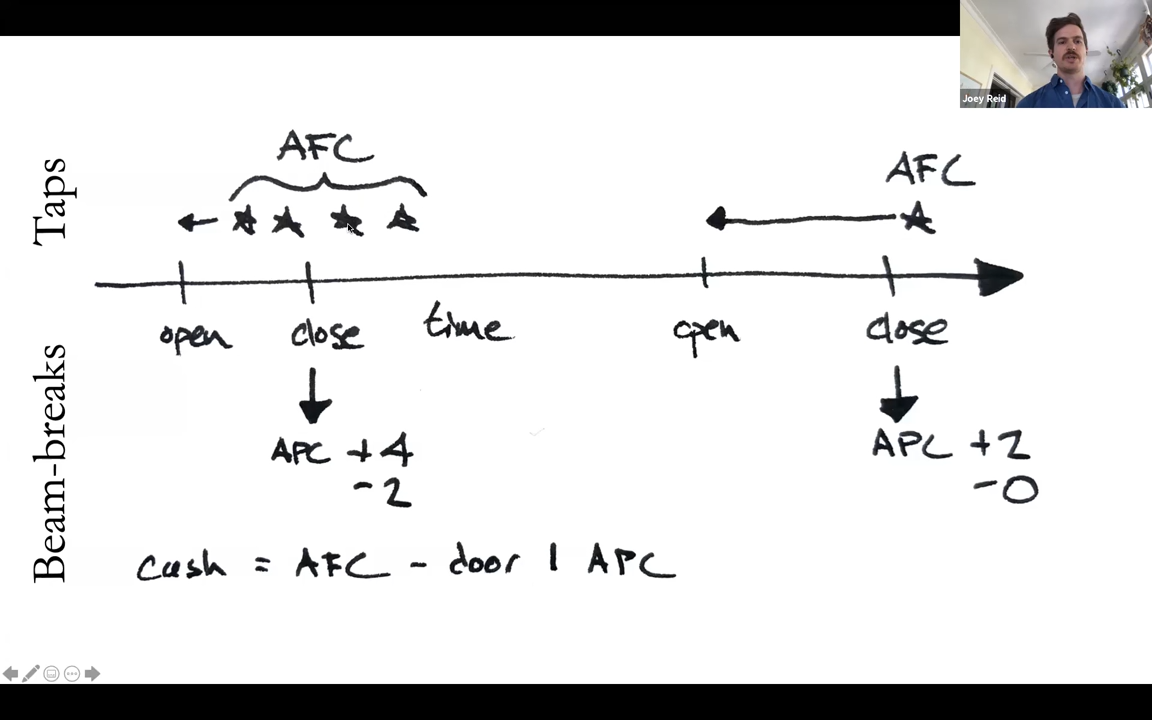 Joey Reid
Taps
AFC
AFC
open
close
time
open
close
Beam-breaks
APC +4
-2
APC +2
-0
cash = AFC - door 1 APC